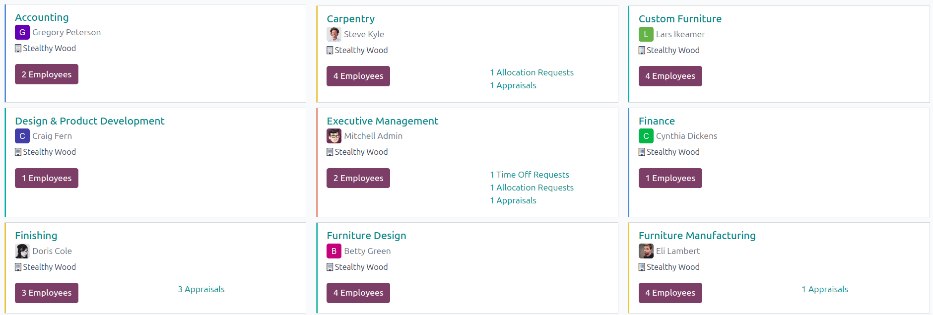 Accounting
G Gregory Peterson
Stealthy Wood
2 Employees
Carpentry
Steve Kyle
Stealthy Wood
4 Employees
1 Allocation Requests
1 Appraisals
Custom Furniture
L Lars Ikeamer
Stealthy Wood
4 Employees
Design & Product Development
C Craig Fern
Stealthy Wood
1 Employees
Executive Management
Mitchell Admin
Stealthy Wood
2 Employees
1 Time Off Requests
1 Allocation Requests
1 Appraisals
Finance
C Cynthia Dickens
Stealthy Wood
1 Employees
Finishing
Doris Cole
Stealthy Wood
3 Employees
3 Appraisals
Furniture Design
B Betty Green
Stealthy Wood
4 Employees
Furniture Manufacturing
Eli Lambert
Stealthy Wood
4 Employees
1 Appraisals